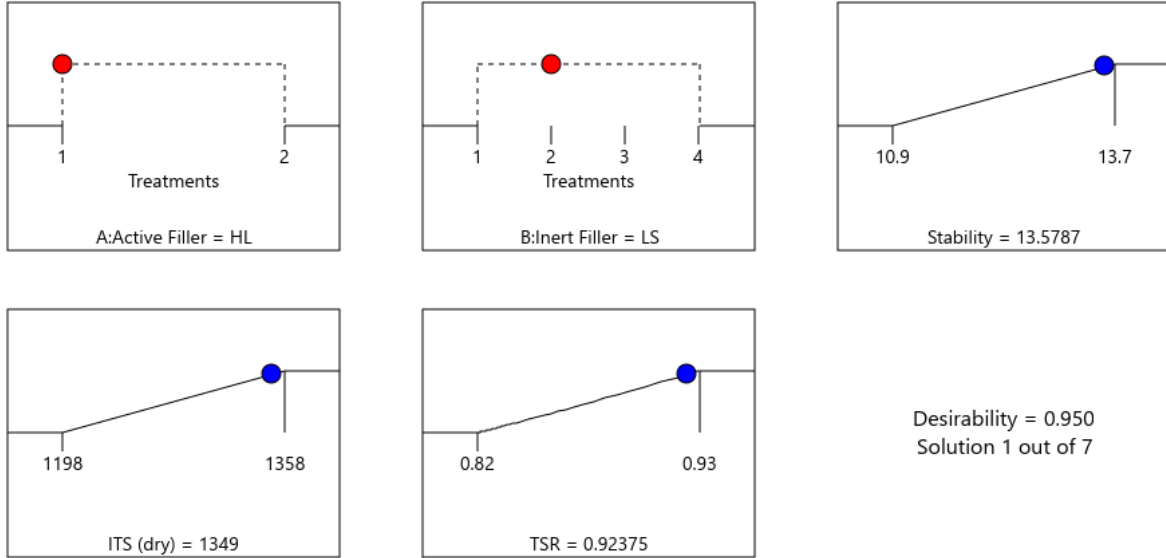 1 2
Treatments
A:Active Filler = HL
1 2 3 4
Treatments
B:Inert Filler = LS
10.9 13.7
Stability = 13.5787
1198 1358
ITS (dry) = 1349
0.82 0.93
TSR = 0.92375
Desirability = 0.950
Solution 1 out of 7